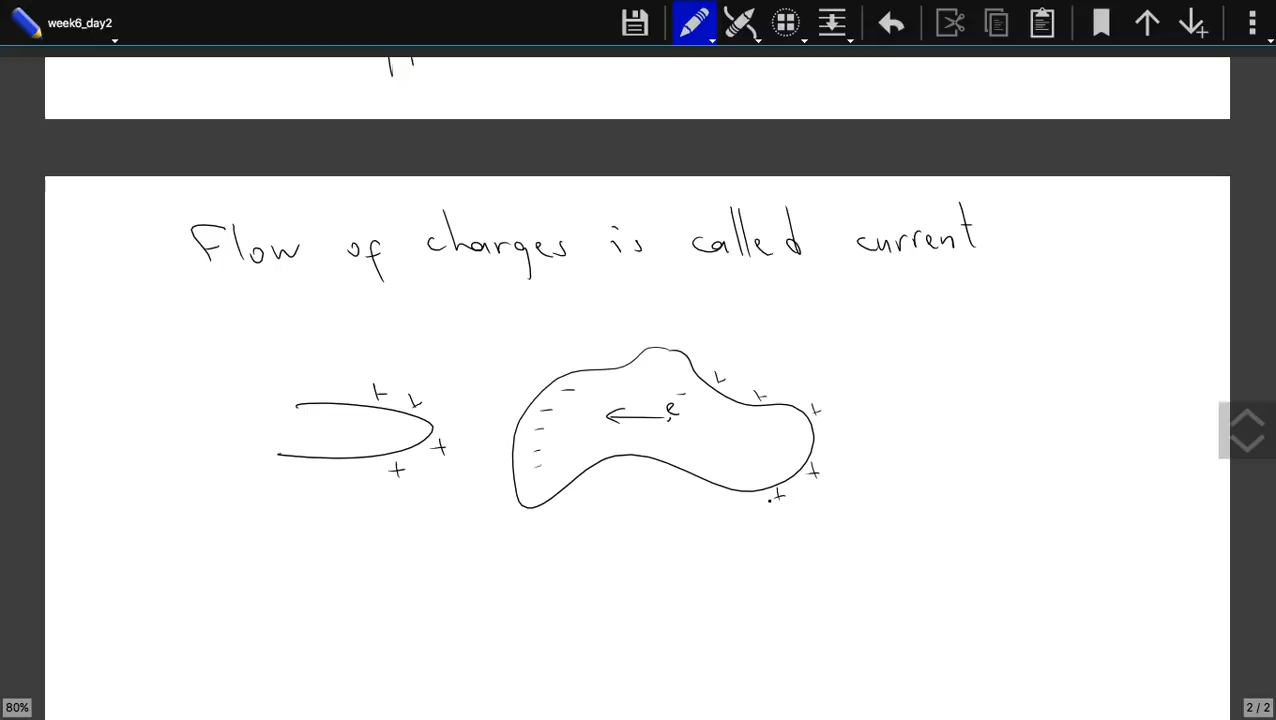 week6_day2
Flow of charges is called current
+ + + +
- - - - -
e-
+ + + + + +
80%
2 / 2